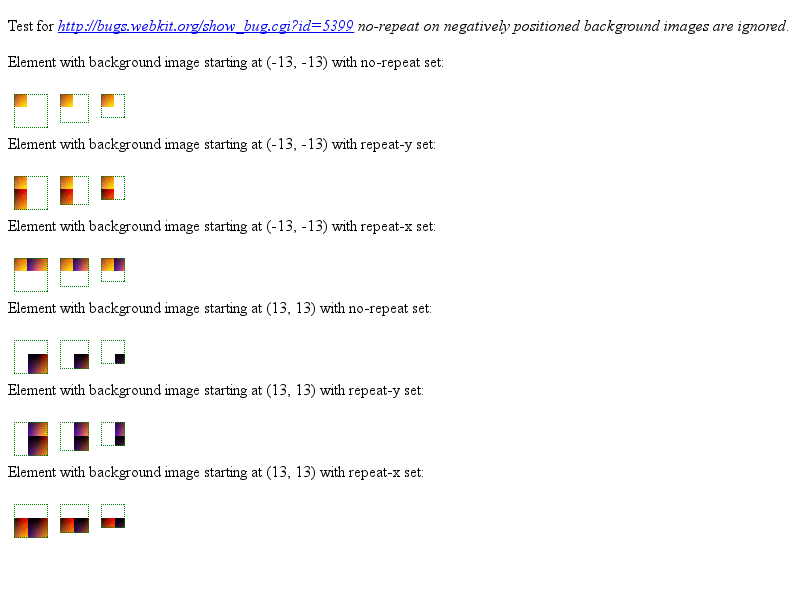 Test for http://bugs.webkit.org/show_bug.cgi?id=5399 no-repeat on negatively positioned background images are ignored.
Element with background image starting at (-13, -13) with no-repeat set:
Element with background image starting at (-13, -13) with repeat-y set:
Element with background image starting at (-13, -13) with repeat-x set:
Element with background image starting at (13, 13) with no-repeat set:
Element with background image starting at (13, 13) with repeat-y set:
Element with background image starting at (13, 13) with repeat-x set: